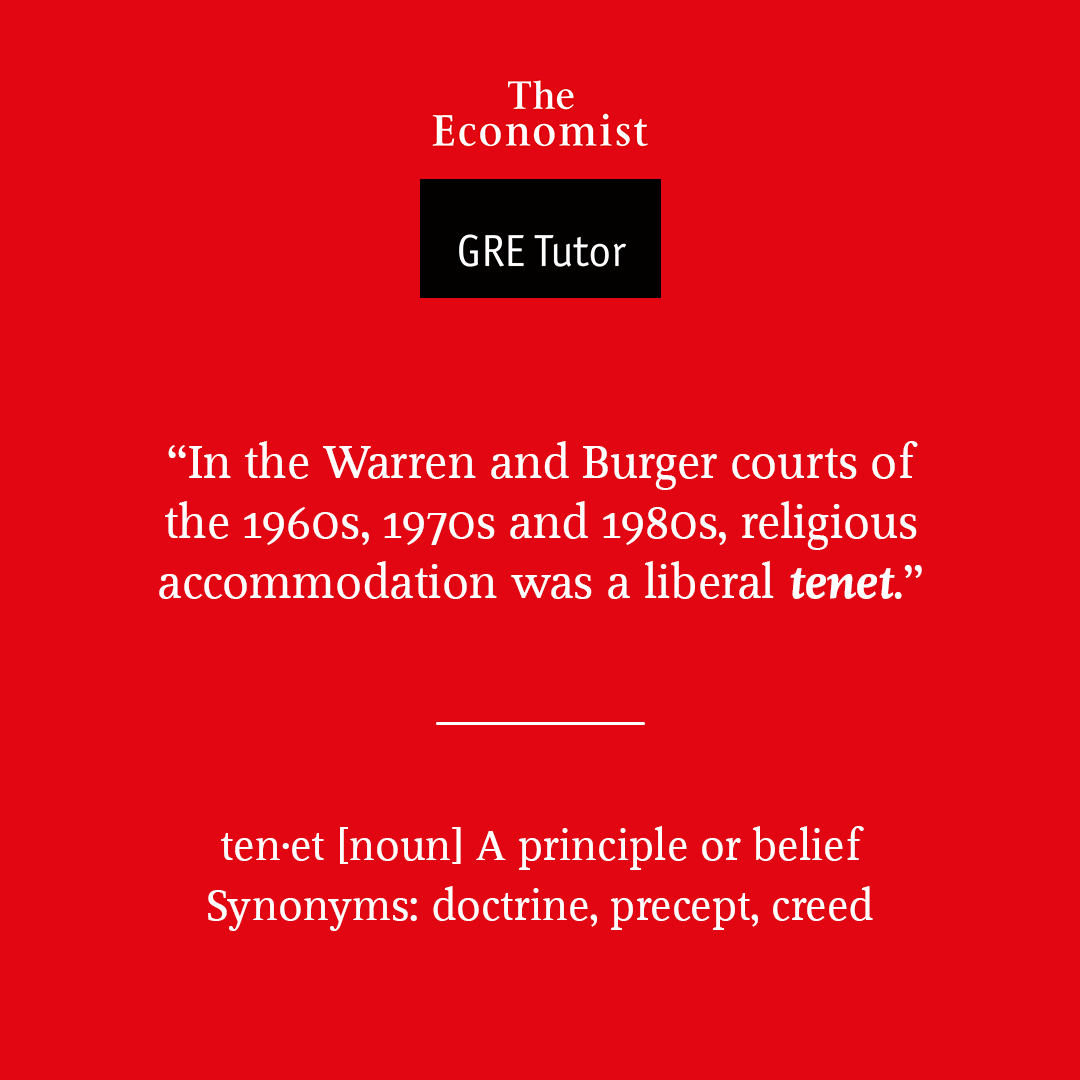 The
Economist
GRE Tutor
“In the Warren and Burger courts of
the 1960s, 1970s and 1980s, religious
accommodation was a liberal tenet.”
ten·et [noun] A principle or belief
Synonyms: doctrine, precept, creed